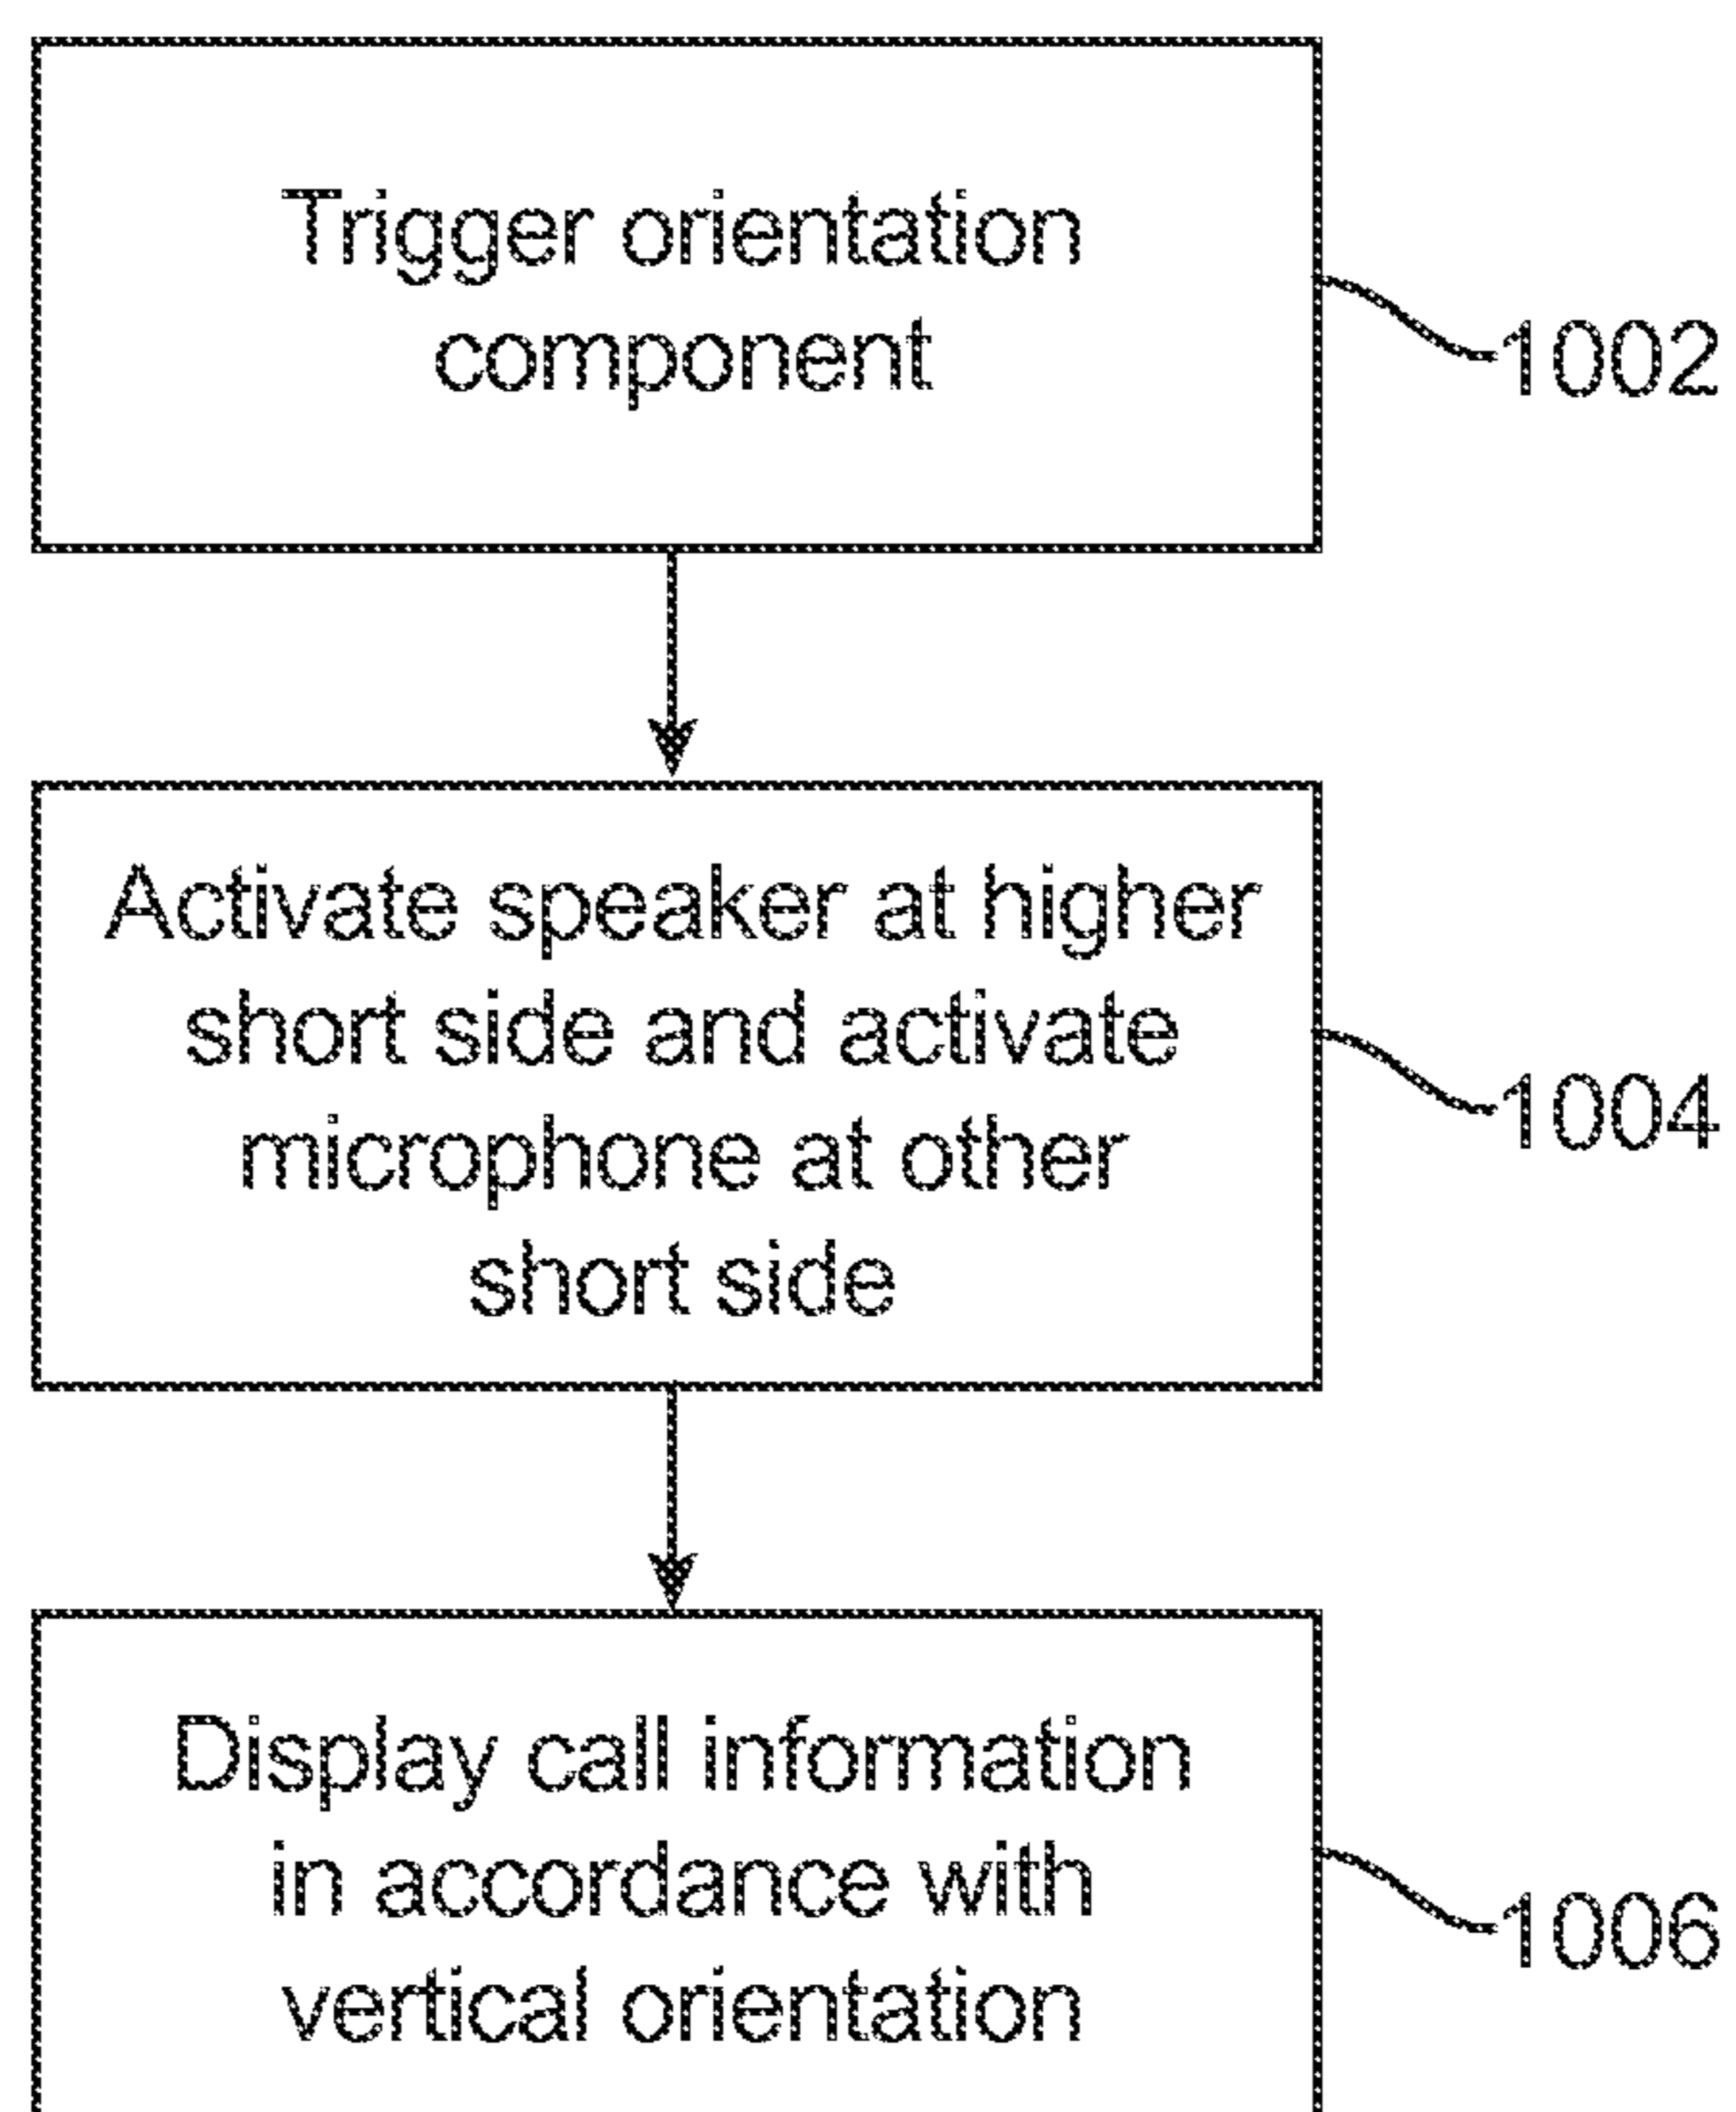 Trigger orientation
component
1002
Activate speaker at higher
short side and activate
microphone at other
short side
1004
Display call information
in accordance with
vertical orientation
1006